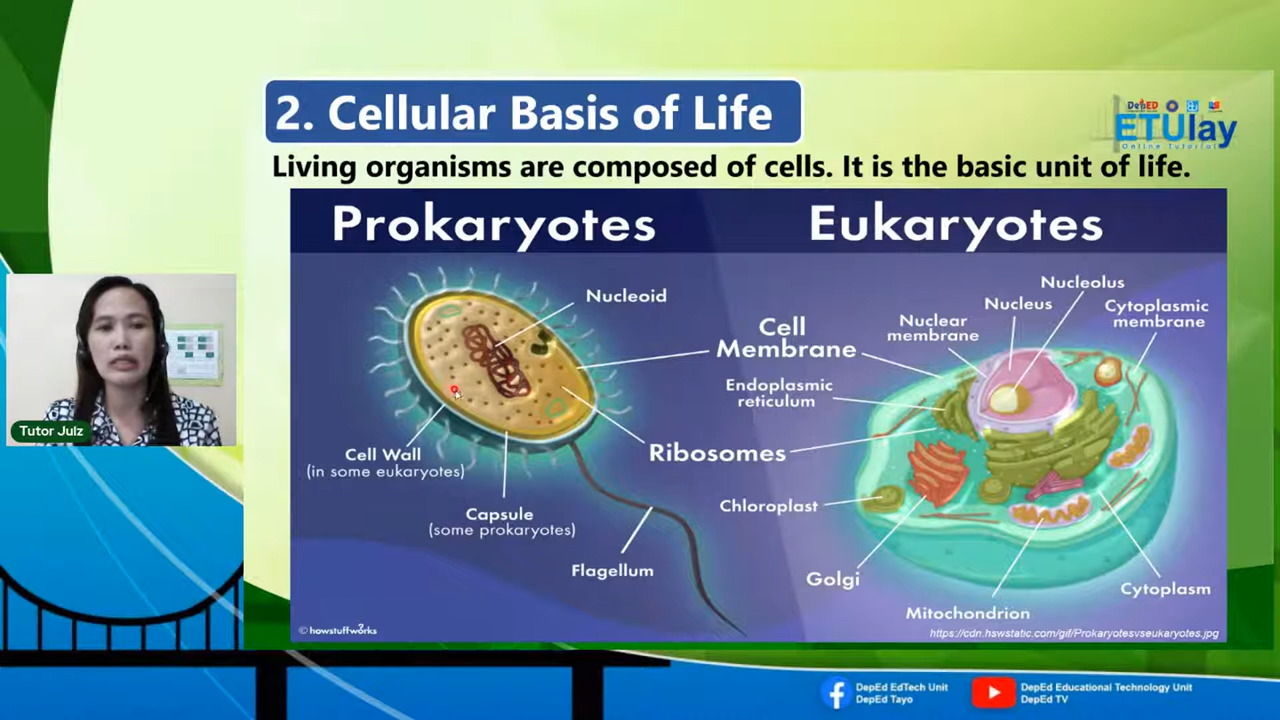 2. Cellular Basis of Life
DepED
ETUlay
Online Tutorial
Living organisms are composed of cells. It is the basic unit of life.
Prokaryotes
Eukaryotes
Nucleoid
Cell
Membrane
Ribosomes
Cell Wall
(in some eukaryotes)
Capsule
(some prokaryotes)
Flagellum
Nucleolus
Nucleus
Nuclear
membrane
Cytoplasmic
membrane
Endoplasmic
reticulum
Chloroplast
Golgi
Mitochondrion
Cytoplasm
© howstuffworks
https://cdn.hswstatic.com/gif/Prokaryotesvseukaryotes.jpg
Tutor Julz
DepEd EdTech Unit
DepEd Tayo
DepEd Educational Technology Unit
DepEd TV